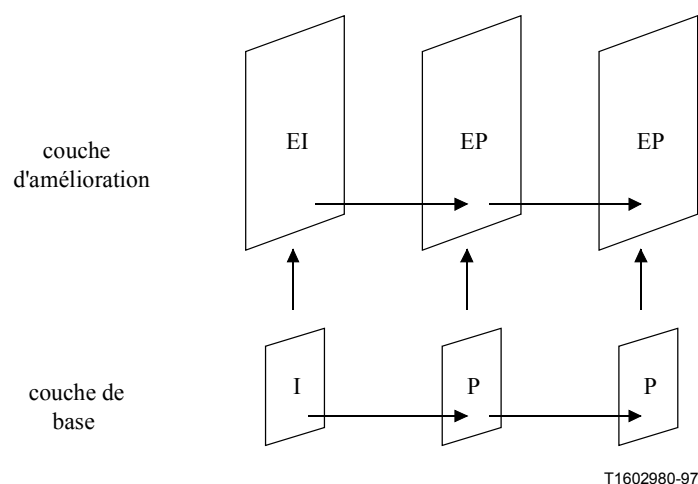 EI EP EP
couche
d'amélioration
I P P
couche de
base
T1602980-97